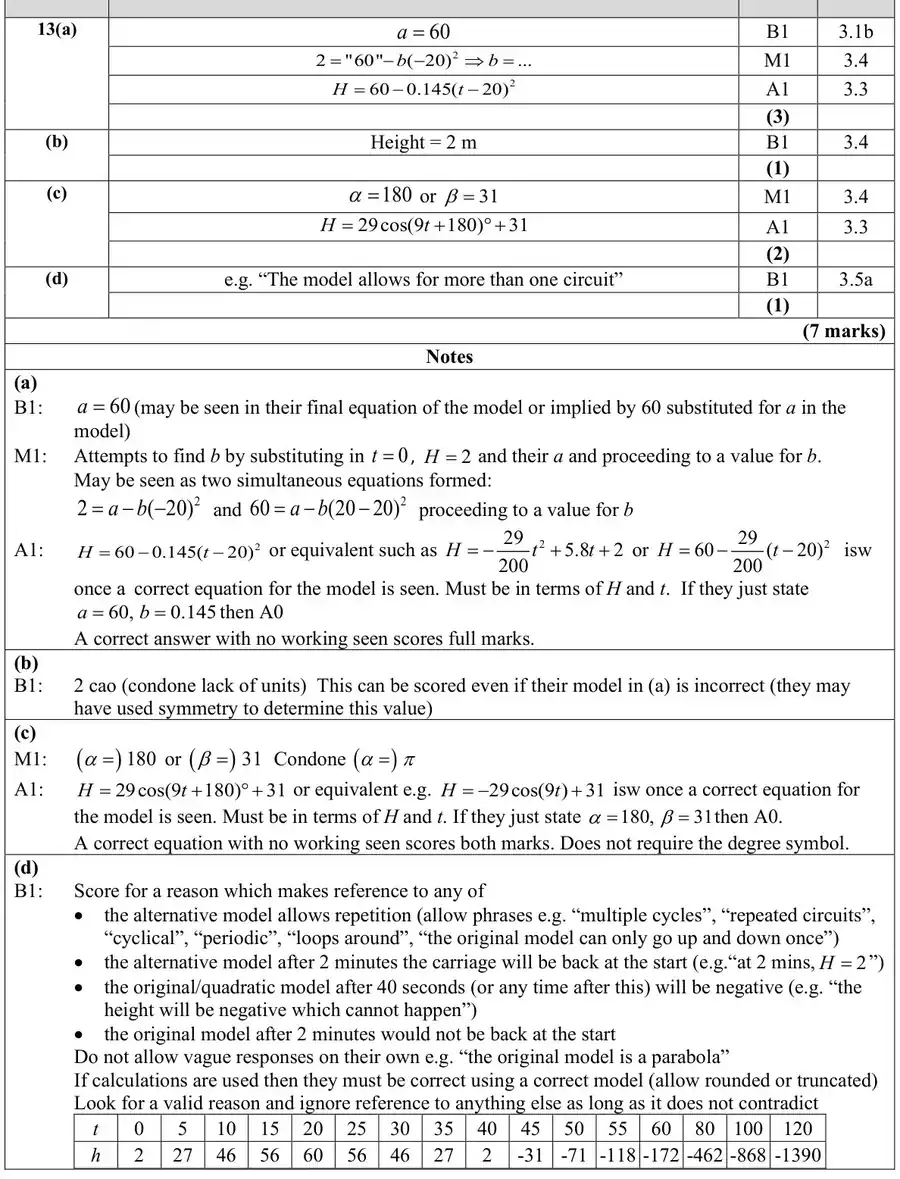 13(a) a = 60 B1 3.1b
2 = "60"− b(−20)² ⇒ b = ... M1 3.4
H = 60 − 0.145(t − 20)² A1 3.3
(3)
(b) Height = 2 m B1 3.4
(1)
(c) α = 180 or β = 31 M1 3.4
H = 29cos(9t + 180)° + 31 A1 3.3
(2)
(d) e.g. “The model allows for more than one circuit” B1 3.5a
(1)
(7 marks)
Notes
(a)
B1: a = 60 (may be seen in their final equation of the model or implied by 60 substituted for a in the
model)
M1: Attempts to find b by substituting in t = 0, H = 2 and their a and proceeding to a value for b.
May be seen as two simultaneous equations formed:
2 = a − b(−20)² and 60 = a − b(20 − 20)² proceeding to a value for b
A1: H = 60 − 0.145(t − 20)² or equivalent such as H = −29/200 t² + 5.8t + 2 or H = 60 − 29/200 (t − 20)² isw
once a correct equation for the model is seen. Must be in terms of H and t. If they just state
a = 60, b = 0.145 then A0
A correct answer with no working seen scores full marks.
(b)
B1: 2 cao (condone lack of units) This can be scored even if their model in (a) is incorrect (they may
have used symmetry to determine this value)
(c)
M1: (α =) 180 or (β =) 31 Condone (α =) π
A1: H = 29cos(9t + 180)° + 31 or equivalent e.g. H = −29cos(9t) + 31 isw once a correct equation for
the model is seen. Must be in terms of H and t. If they just state α = 180, β = 31 then A0.
A correct equation with no working seen scores both marks. Does not require the degree symbol.
(d)
B1: Score for a reason which makes reference to any of
• the alternative model allows repetition (allow phrases e.g. “multiple cycles”, “repeated circuits”,
“cyclical”, “periodic”, “loops around”, “the original model can only go up and down once”)
• the alternative model after 2 minutes the carriage will be back at the start (e.g.“at 2 mins, H = 2”)
• the original/quadratic model after 40 seconds (or any time after this) will be negative (e.g. “the
height will be negative which cannot happen”)
• the original model after 2 minutes would not be back at the start
Do not allow vague responses on their own e.g. “the original model is a parabola”
If calculations are used then they must be correct using a correct model (allow rounded or truncated)
Look for a valid reason and ignore reference to anything else as long as it does not contradict
t 0 5 10 15 20 25 30 35 40 45 50 55 60 80 100 120
h 2 27 46 56 60 56 46 27 2 -31 -71 -118 -172 -462 -868 -1390